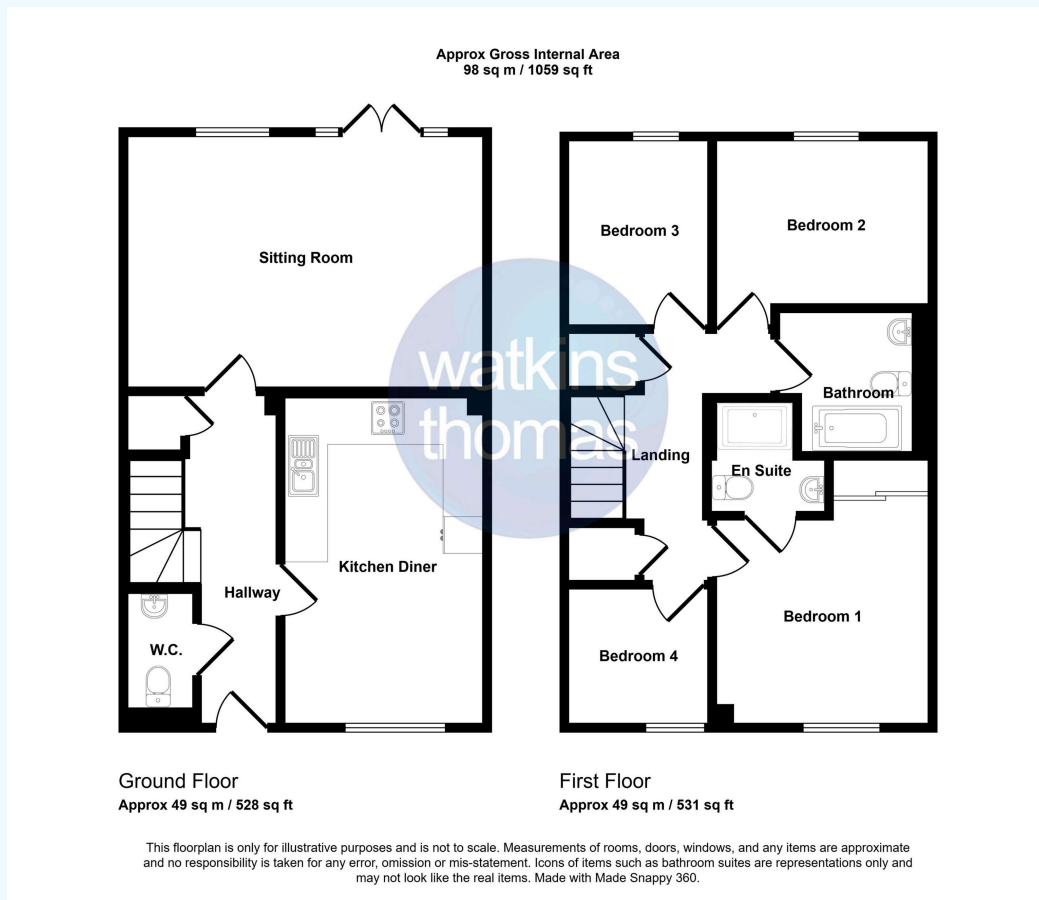 Approx Gross Internal Area
98 sq m / 1059 sq ft
Sitting Room
Kitchen Diner
Hallway
W.C.
Bedroom 3
Bedroom 2
Bathroom
Landing
En Suite
Bedroom 1
Bedroom 4
watkins
thomas
Ground Floor
Approx 49 sq m / 528 sq ft
First Floor
Approx 49 sq m / 531 sq ft
This floorplan is only for illustrative purposes and is not to scale. Measurements of rooms, doors, windows, and any items are approximate
and no responsibility is taken for any error, omission or mis-statement. Icons of items such as bathroom suites are representations only and
may not look like the real items. Made with Made Snappy 360.